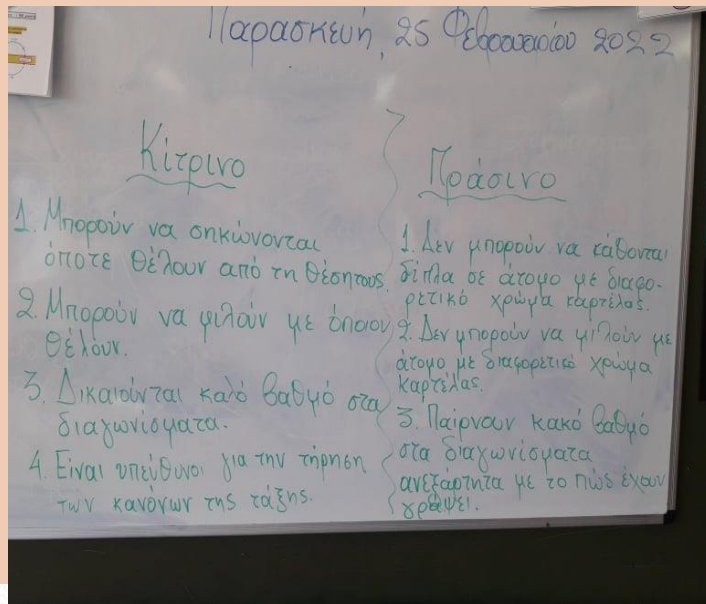 Παρασκευή, 25 Φεβρουαρίου 2022
Κίτρινο
1. Μπορούν να σηκώνονται
όποτε θέλουν από τη θέση τους.
2. Μπορούν να μιλούν με όποιον
θέλουν.
3. Δικαιούνται καλό βαθμό στα
διαγωνίσματα.
4. Είναι υπεύθυνοι για την τήρηση
των κανόνων της τάξης.
Πράσινο
1. Δεν μπορούν να κάθονται
δίπλα σε άτομο με διαφο-
ρετικό χρώμα καρτέλας.
2. Δεν μπορούν να μιλούν με
άτομο με διαφορετικό χρώμα
καρτέλας.
3. Παίρνουν κακό βαθμό
στα διαγωνίσματα
ανεξάρτητα με το πώς έχουν
γράψει.